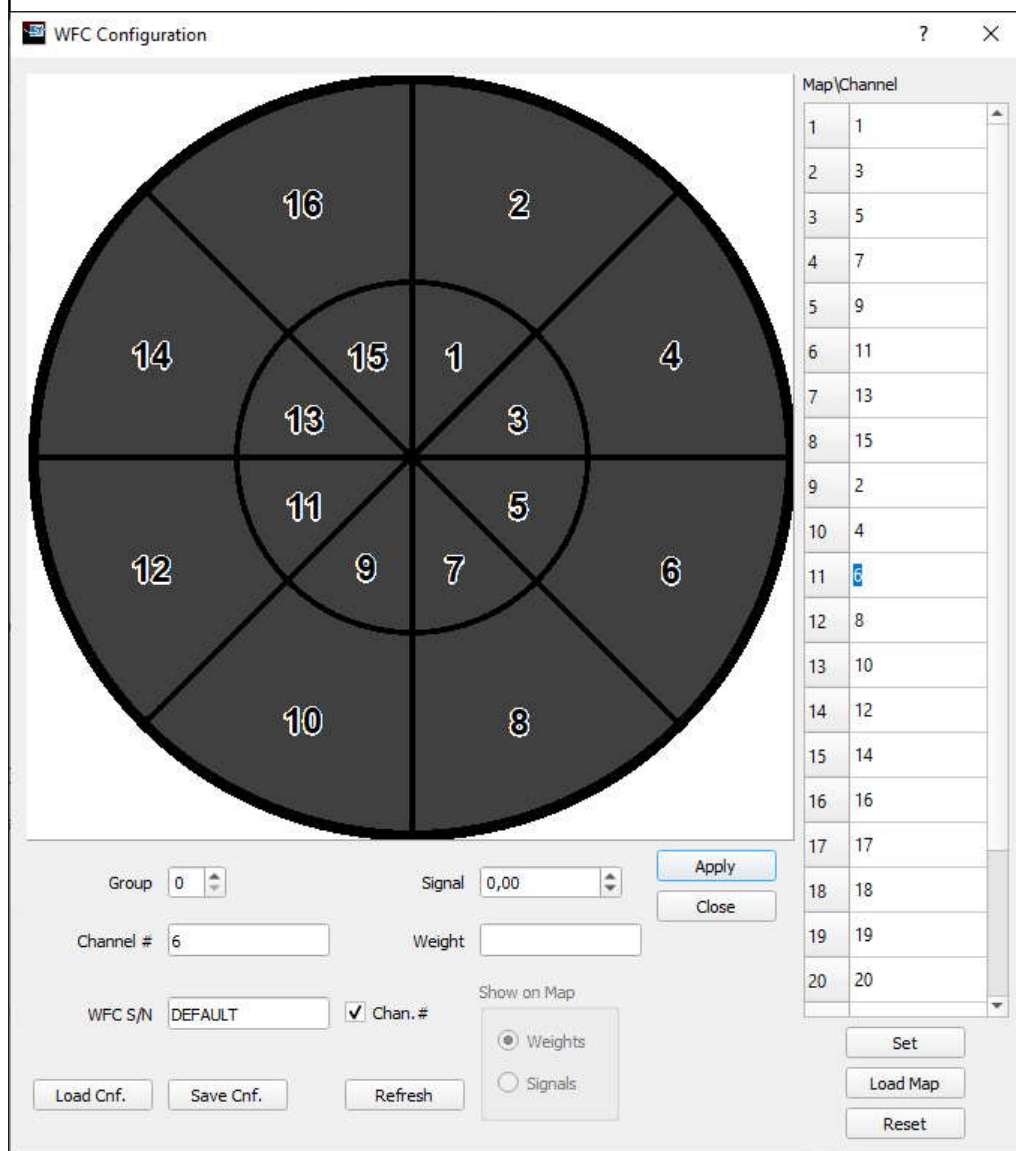 WFC Configuration ? ×
Map\Channel
16 2
14 15 1 4
13 3
11 5
12 9 7 6
10 8
1 1
2 3
3 5
4 7
5 9
6 11
7 13
8 15
9 2
10 4
11 6
12 8
13 10
14 12
15 14
16 16
17 17
18 18
19 19
20 20
Group 0 Signal 0,00 Apply
Close
Channel # 6 Weight
WFC S/N DEFAULT Chan. #
Show on Map
Weights
Signals
Load Cnf. Save Cnf. Refresh
Set
Load Map
Reset